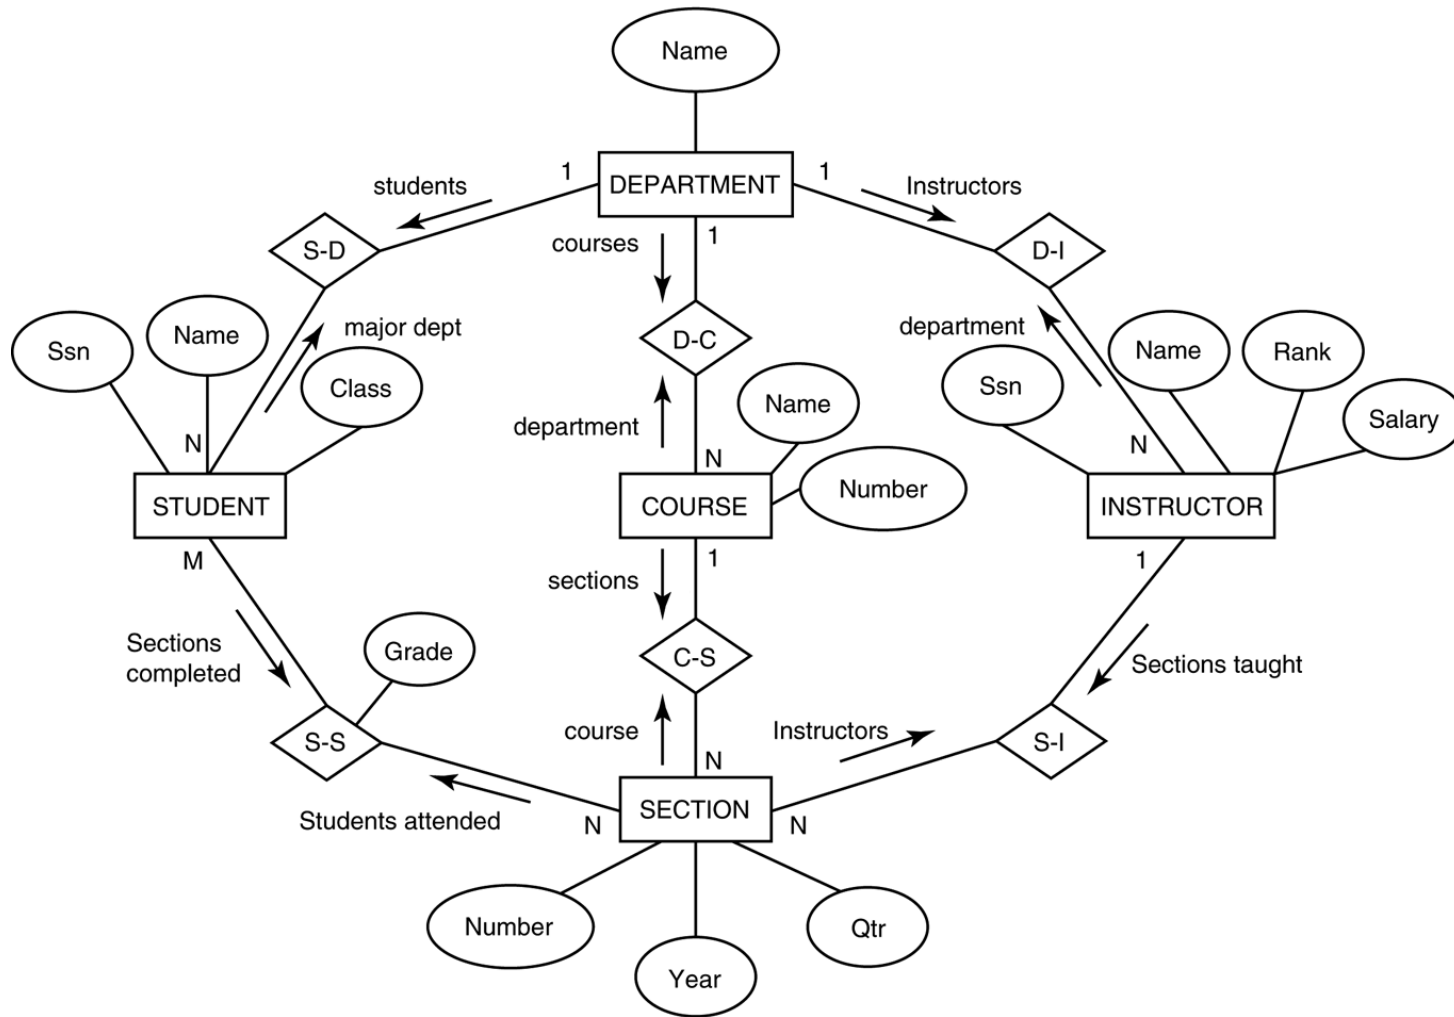 Name
DEPARTMENT
1
1
students
Instructors
S-D
courses
1
D-I
Ssn
Name
major dept
D-C
department
Name
Rank
Class
Ssn
Name
Salary
department
N
N
Number
N
STUDENT
COURSE
INSTRUCTOR
M
1
1
sections
Sections
completed
Grade
C-S
Sections taught
S-S
course
Instructors
S-I
N
SECTION
Students attended
N
N
Number
Year
Qtr